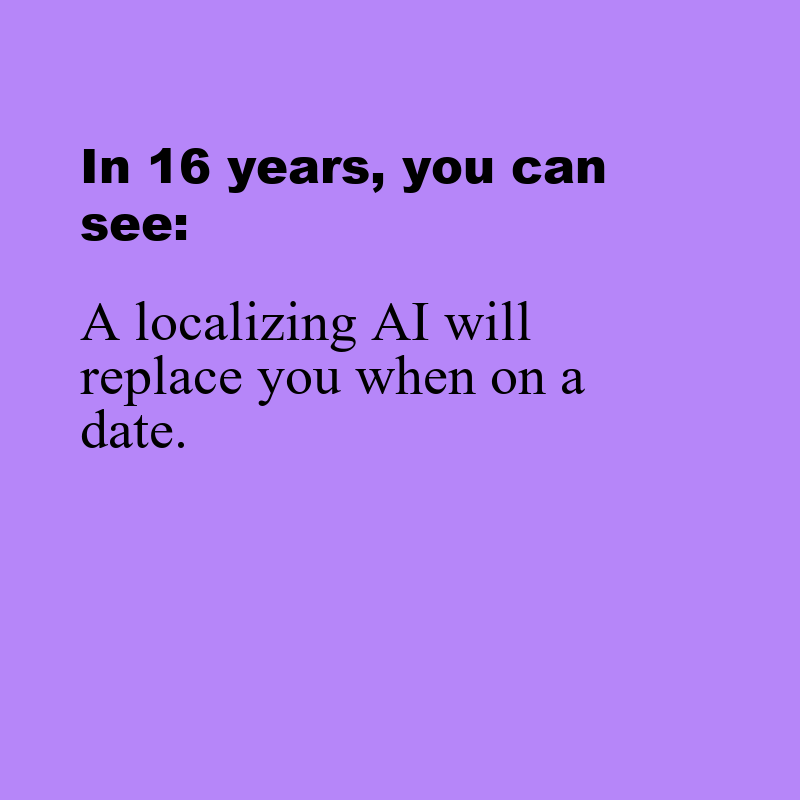 In 16 years, you can
see:
A localizing AI will
replace you when on a
date.